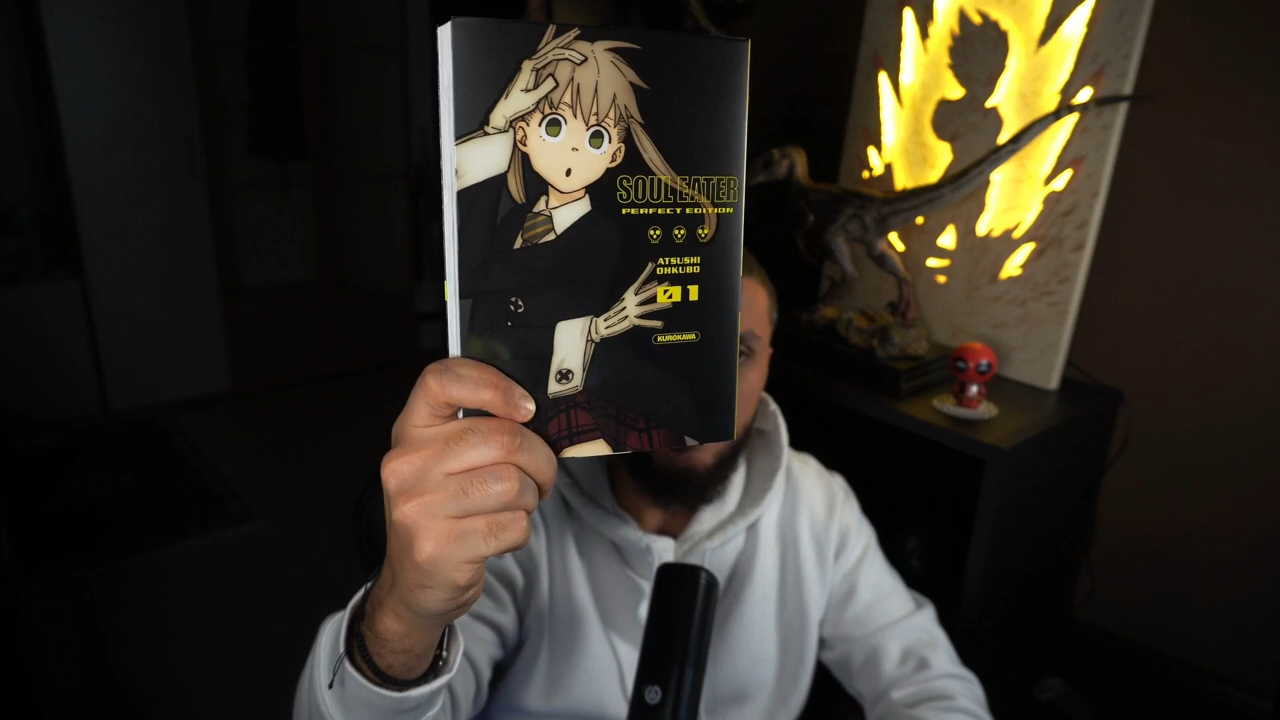 SOUL EATER
PERFECT EDITION
ATSUSHI
OHKUBO
01
KUROKAWA